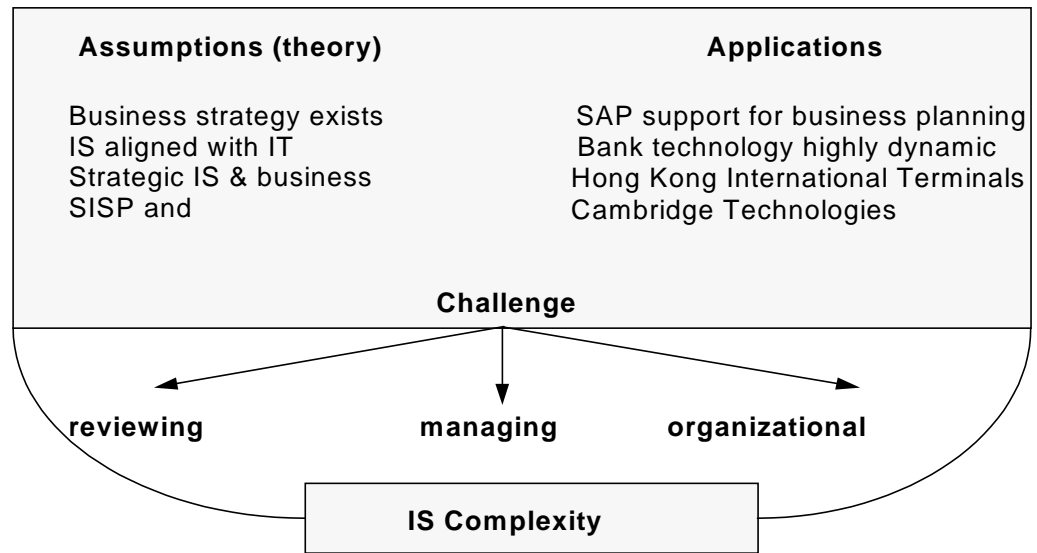 Assumptions (theory)
Business strategy exists
IS aligned with IT
Strategic IS & business
SISP and
Applications
SAP support for business planning
Bank technology highly dynamic
Hong Kong International Terminals
Cambridge Technologies
Challenge
reviewing
managing
organizational
IS Complexity